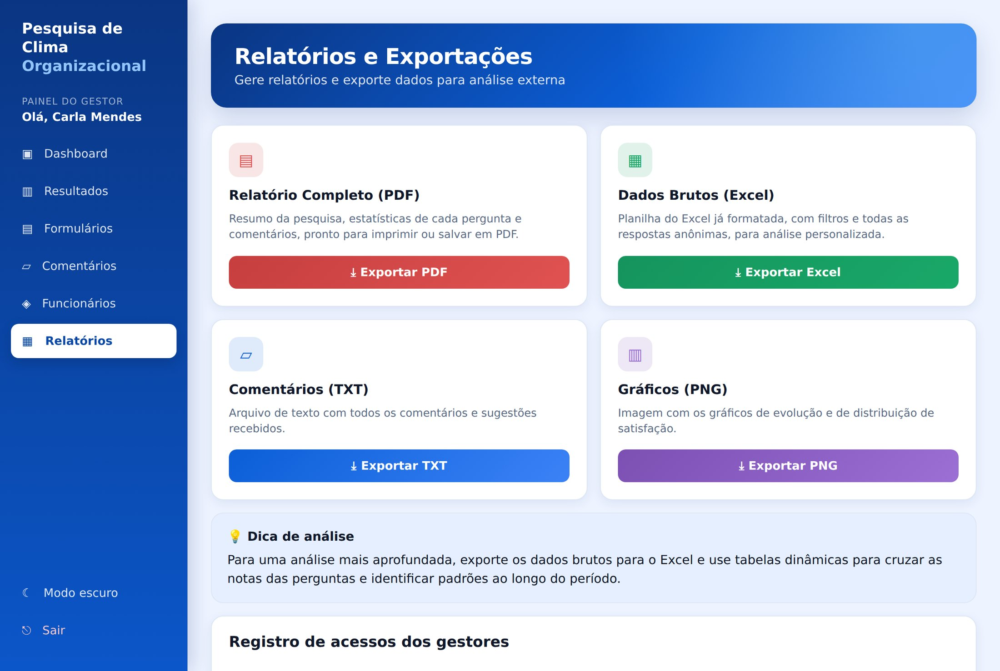 Pesquisa de
Clima
Organizacional
PAINEL DO GESTOR
Olá, Carla Mendes
Dashboard
Resultados
Formulários
Comentários
Funcionários
Relatórios
Modo escuro
Sair
Relatórios e Exportações
Gere relatórios e exporte dados para análise externa
Relatório Completo (PDF)
Resumo da pesquisa, estatísticas de cada pergunta e
comentários, pronto para imprimir ou salvar em PDF.
Exportar PDF
Dados Brutos (Excel)
Planilha do Excel já formatada, com filtros e todas as
respostas anônimas, para análise personalizada.
Exportar Excel
Comentários (TXT)
Arquivo de texto com todos os comentários e sugestões
recebidos.
Exportar TXT
Gráficos (PNG)
Imagem com os gráficos de evolução e de distribuição de
satisfação.
Exportar PNG
Dica de análise
Para uma análise mais aprofundada, exporte os dados brutos para o Excel e use tabelas dinâmicas para cruzar as
notas das perguntas e identificar padrões ao longo do período.
Registro de acessos dos gestores